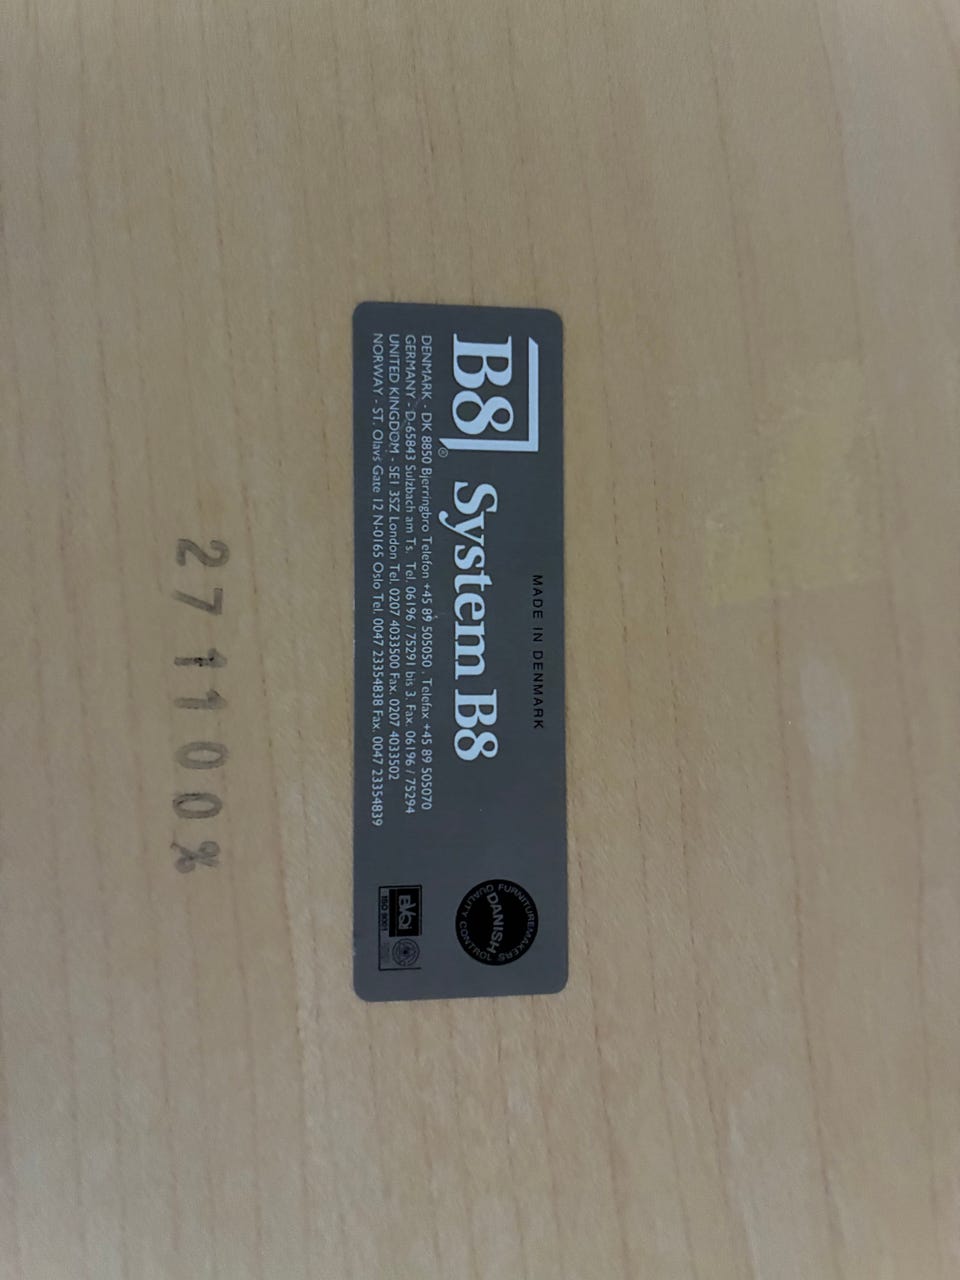 MADE IN DENMARK
B8® System B8
DENMARK - DK 8850 Bjerringbro Telefon +45 89 505050 . Telefax +45 89 505070
GERMANY - D-65843 Sulzbach am Ts. Tel. 06196 / 75291 bis 3. Fax. 06196 / 75294
UNITED KINGDOM - SE1 3SZ London Tel. 0207 4033500 Fax. 0207 4033502
NORWAY - ST. Olavs Gate 12 N-0165 Oslo Tel. 0047 23354838 Fax. 0047 23354839
FURNITUREMAKERS
DANISH
QUALITY CONTROL
BVQi
ISO 9001
271100%